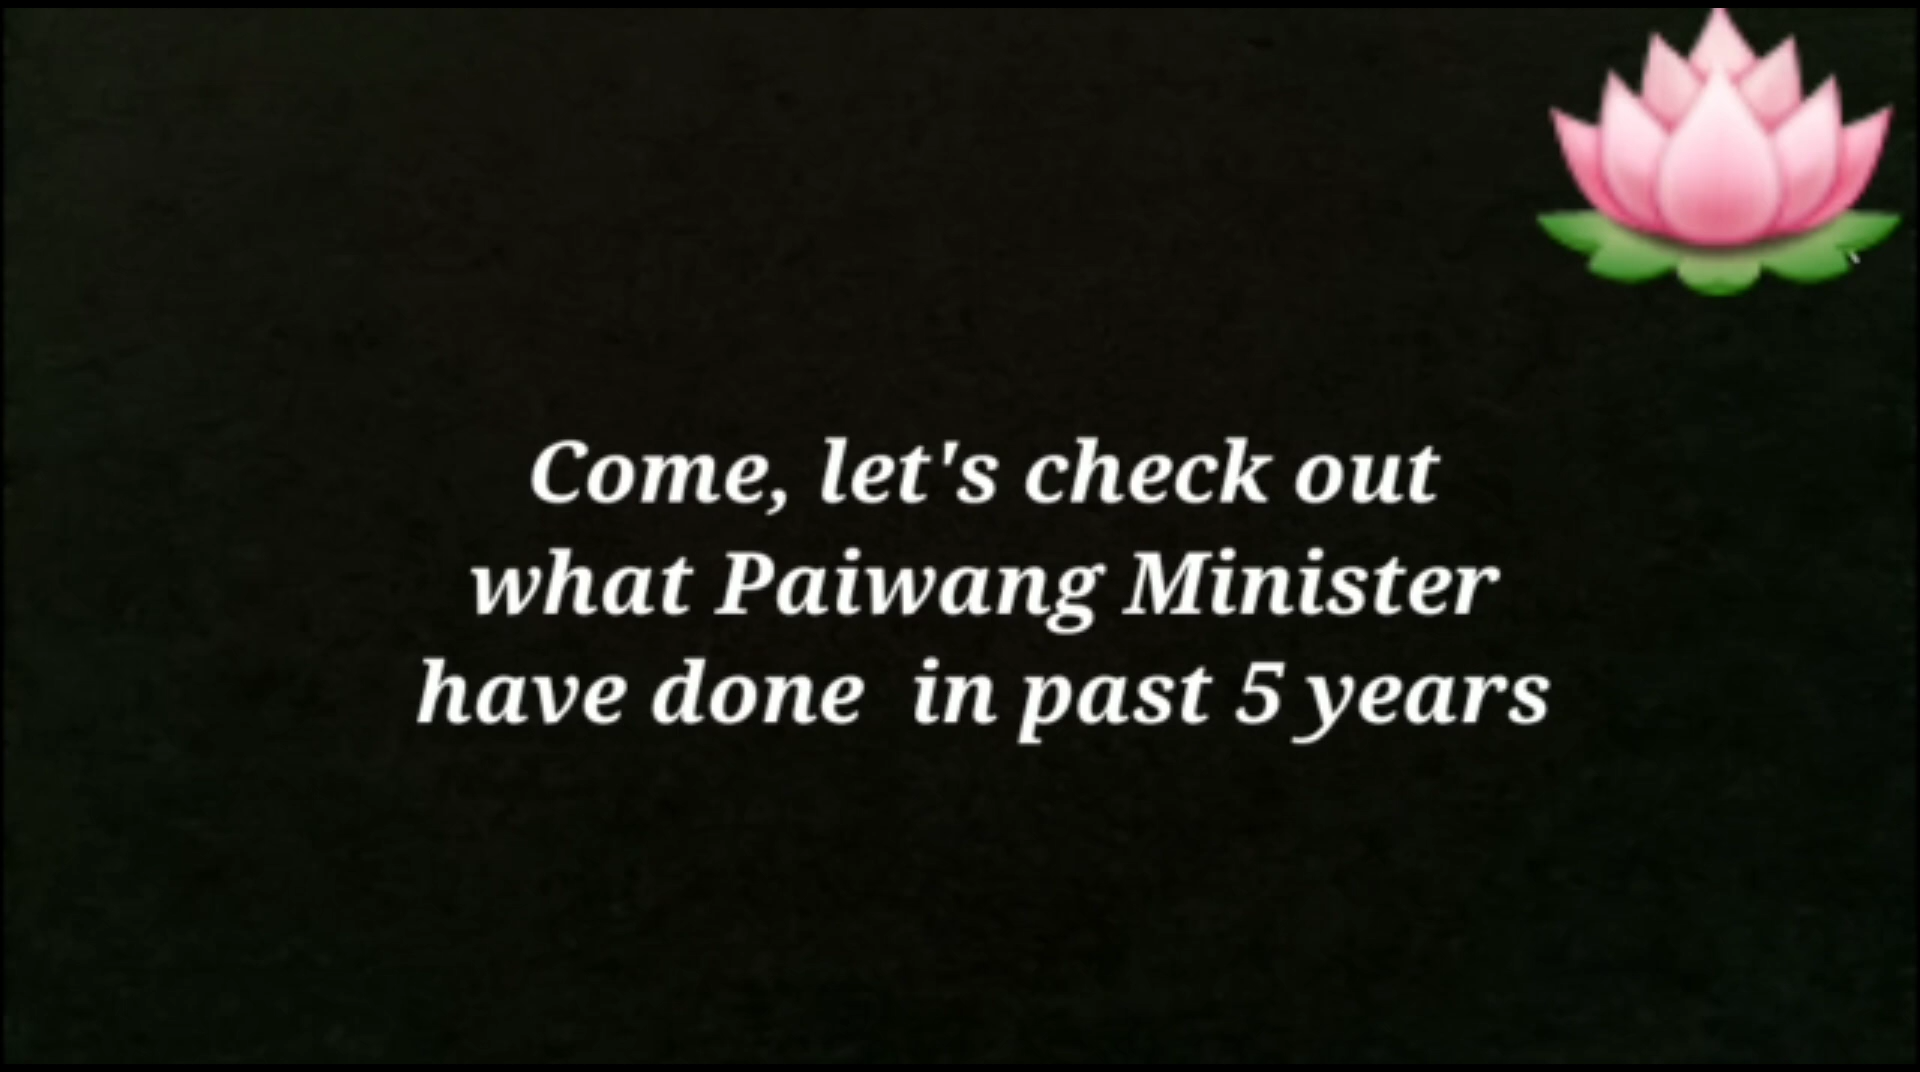 Come, let's check out
what Paiwang Minister
have done in past 5 years